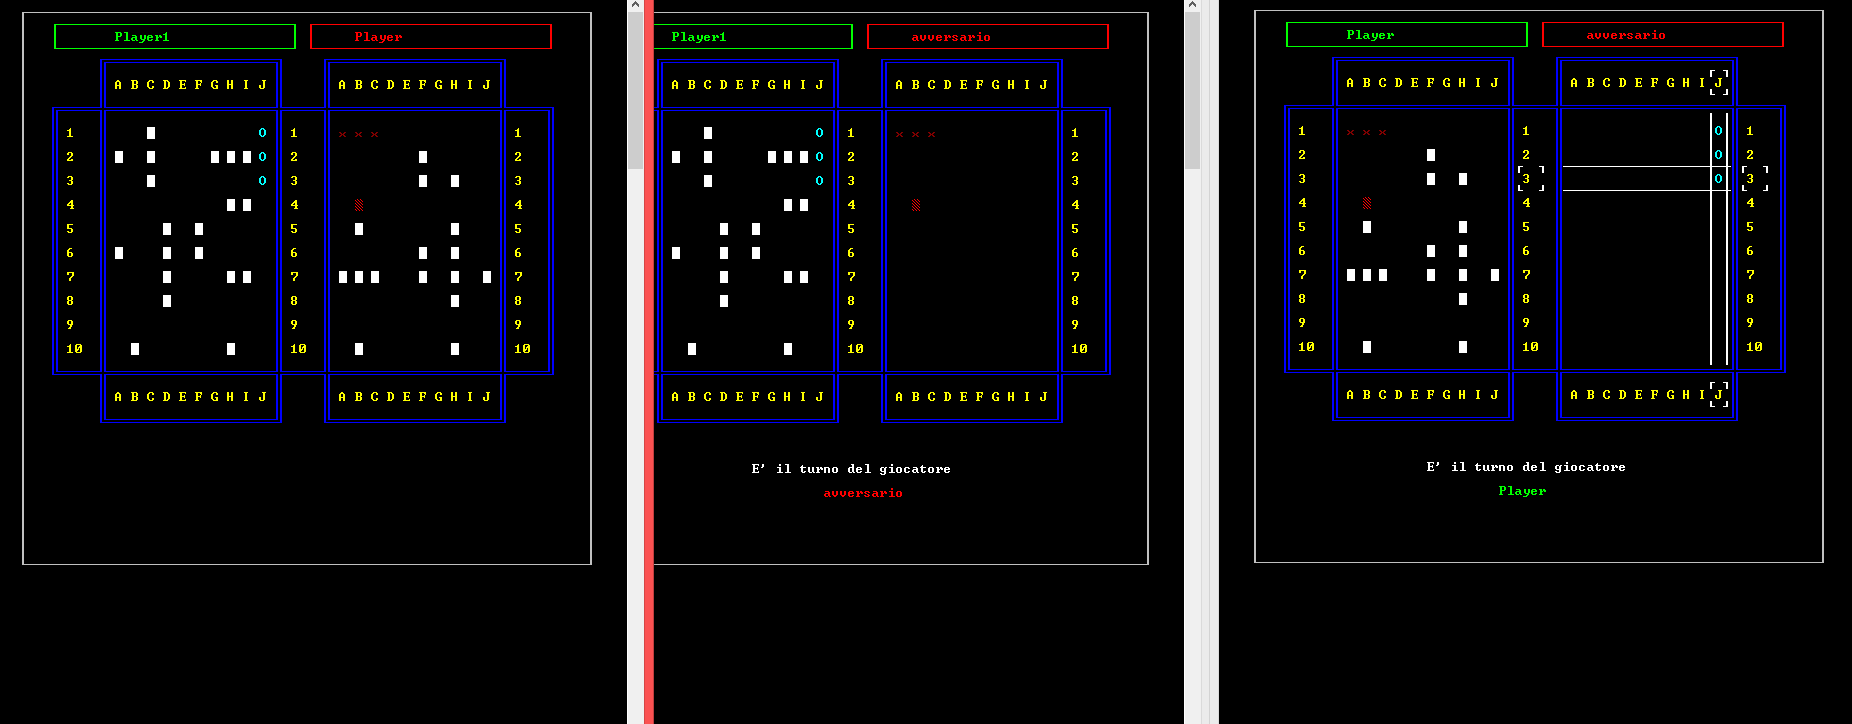 Player1 Player
A B C D E F G H I J A B C D E F G H I J
1 O 1 x x x 1
2 O 2 2
3 O 3 3
4 4 4
5 5 5
6 6 6
7 7 7
8 8 8
9 9 9
10 10 10
A B C D E F G H I J A B C D E F G H I J
Player1 avversario
A B C D E F G H I J A B C D E F G H I J
O 1 x x x 1
O 2 2
O 3 3
4 4
5 5
6 6
7 7
8 8
9 9
10 10
A B C D E F G H I J A B C D E F G H I J
E' il turno del giocatore
avversario
Player avversario
A B C D E F G H I J A B C D E F G H I J
1 x x x 1 O 1
2 2 O 2
3 3 O 3
4 4 4
5 5 5
6 6 6
7 7 7
8 8 8
9 9 9
10 10 10
A B C D E F G H I J A B C D E F G H I J
E' il turno del giocatore
Player